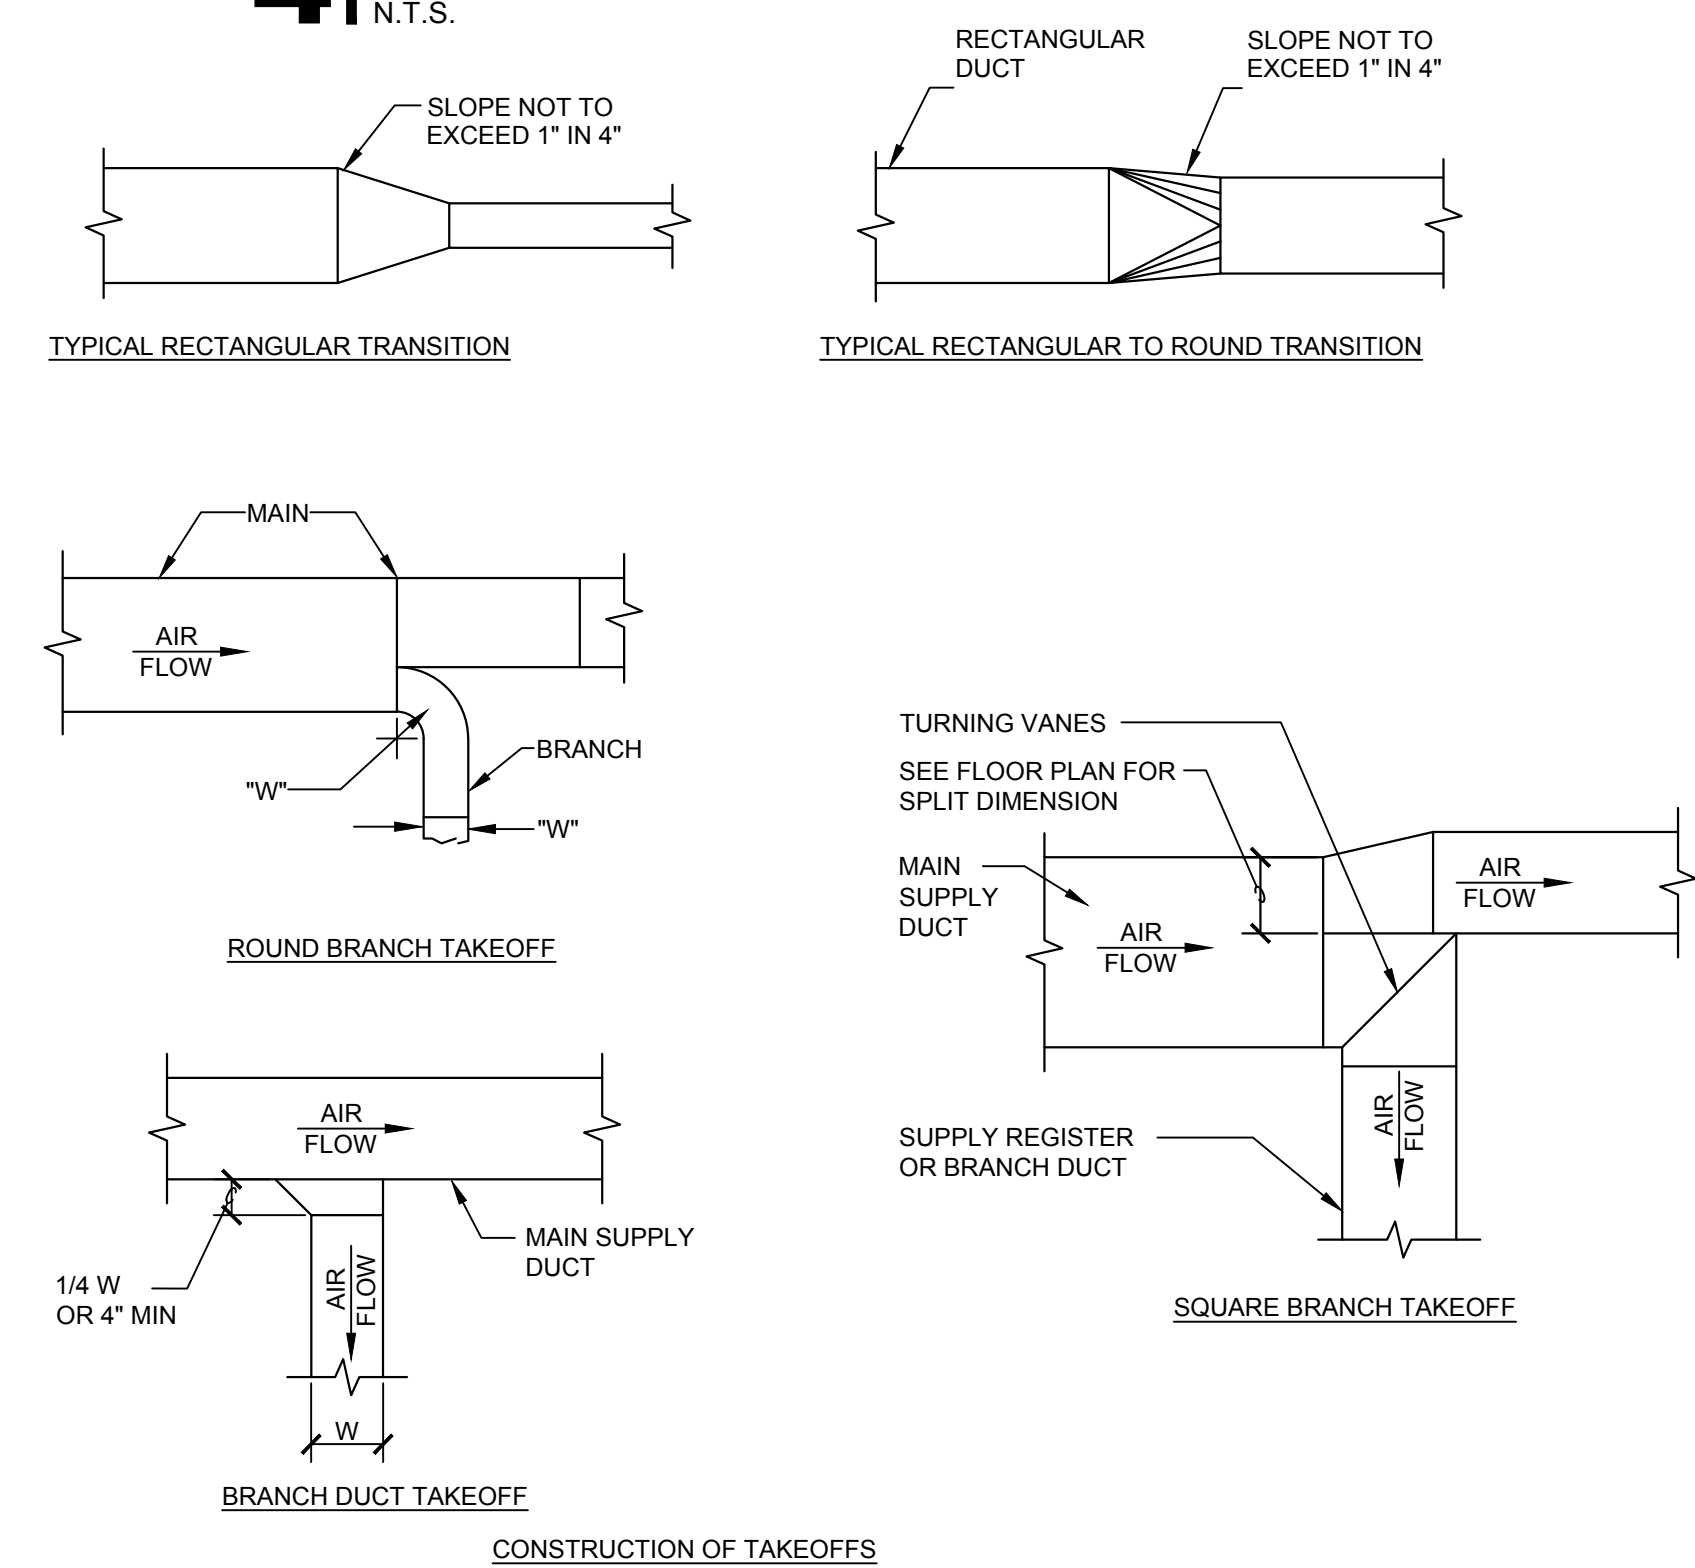 N.T.S.
RECTANGULAR
DUCT
SLOPE NOT TO
EXCEED 1" IN 4"
SLOPE NOT TO
EXCEED 1" IN 4"
TYPICAL RECTANGULAR TRANSITION
TYPICAL RECTANGULAR TO ROUND TRANSITION
MAIN
AIR
FLOW
BRANCH
"W"
"W"
ROUND BRANCH TAKEOFF
TURNING VANES
SEE FLOOR PLAN FOR
SPLIT DIMENSION
MAIN
SUPPLY
DUCT
AIR
FLOW
AIR
FLOW
AIR
FLOW
SUPPLY REGISTER
OR BRANCH DUCT
SQUARE BRANCH TAKEOFF
AIR
FLOW
MAIN SUPPLY
DUCT
1/4 W
OR 4" MIN
AIR
FLOW
W
BRANCH DUCT TAKEOFF
CONSTRUCTION OF TAKEOFFS